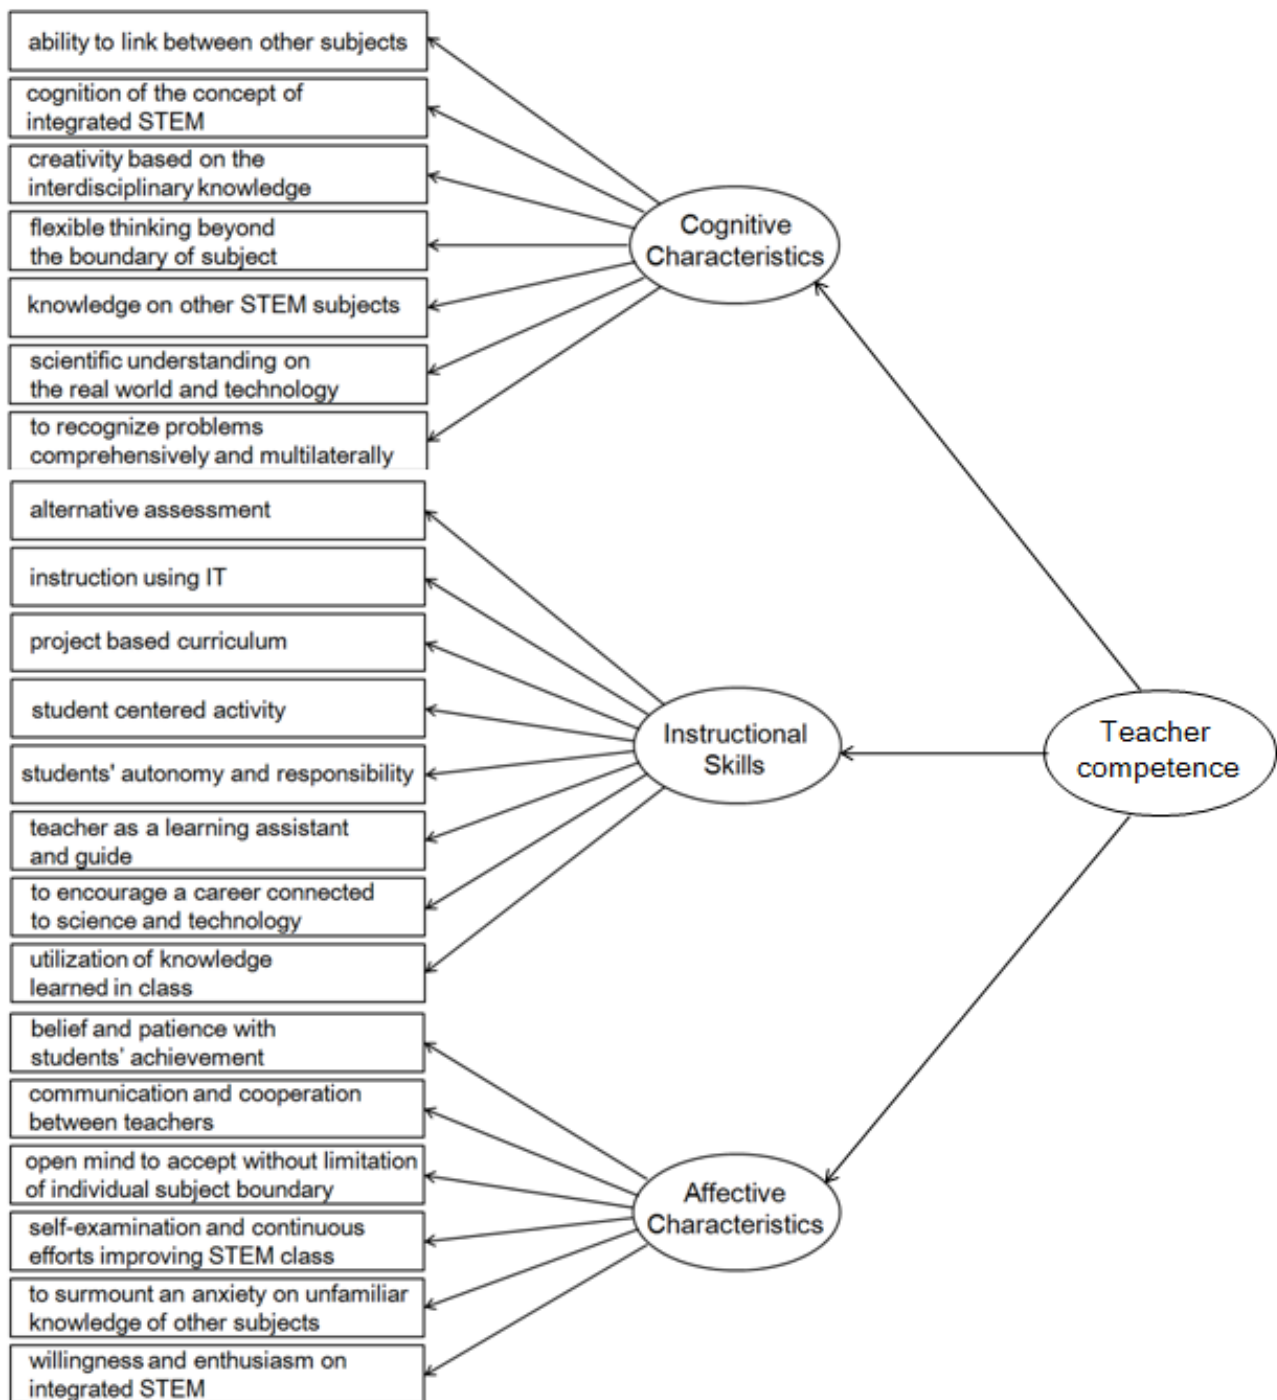 ability to link between other subjects
cognition of the concept of
integrated STEM
creativity based on the
interdisciplinary knowledge
flexible thinking beyond
the boundary of subject
knowledge on other STEM subjects
scientific understanding on
the real world and technology
to recognize problems
comprehensively and multilaterally
Cognitive
Characteristics
alternative assessment
instruction using IT
project based curriculum
student centered activity
students' autonomy and responsibility
teacher as a learning assistant
and guide
to encourage a career connected
to science and technology
utilization of knowledge
learned in class
Instructional
Skills
belief and patience with
students’ achievement
communication and cooperation
between teachers
open mind to accept without limitation
of individual subject boundary
self-examination and continuous
efforts improving STEM class
to surmount an anxiety on unfamiliar
knowledge of other subjects
willingness and enthusiasm on
integrated STEM
Affective
Characteristics
Teacher
competence